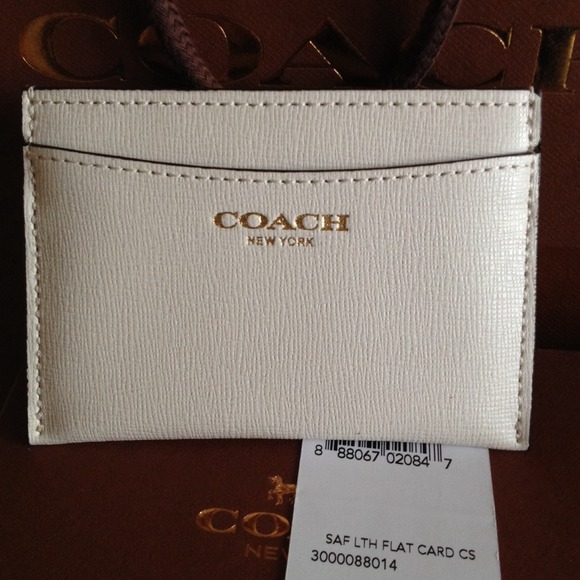 COACH
COACH
NEW YORK
8 88067 02084 7
SAF LTH FLAT CARD CS
3000088014
COACH
NEW